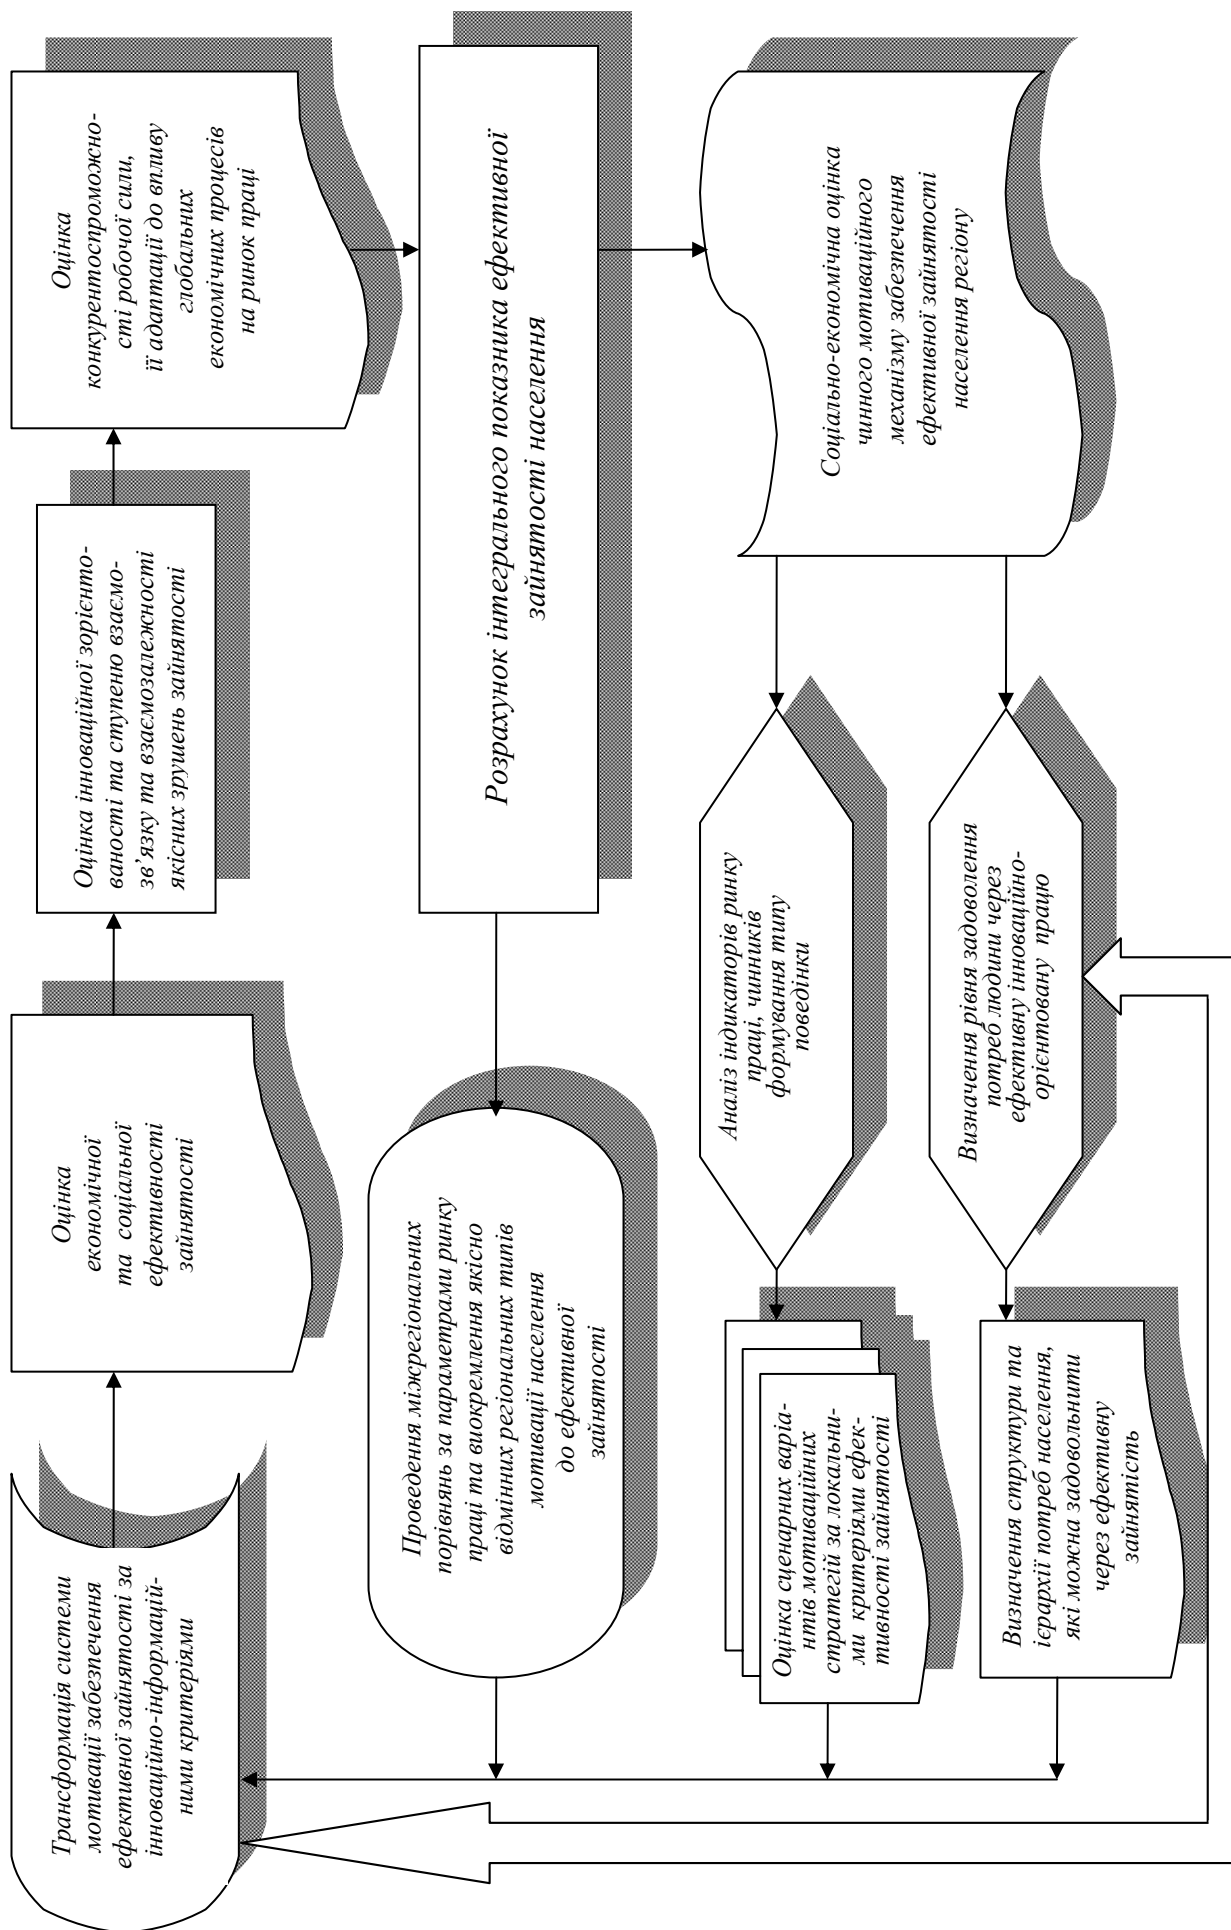 Трансформація системи
мотивації забезпечення
ефективної зайнятості за
інноваційно-інформацій-
ними критеріями
Оцінка
економічної
та соціальної
ефективності
зайнятості
Оцінка інноваційної зорієнто-
ваності та ступеню взаємо-
зв’язку та взаємозалежності
якісних зрушень зайнятості
Оцінка
конкурентоспроможно-
сті робочої сили,
її адаптації до впливу
глобальних
економічних процесів
на ринок праці
Проведення міжрегіональних
порівнянь за параметрами ринку
праці та виокремлення якісно
відмінних регіональних типів
мотивації населення
до ефективної
зайнятості
Розрахунок інтегрального показника ефективної
зайнятості населення
Оцінка сценарних варіа-
нтів мотиваційних
стратегій за локальни-
ми критеріями ефек-
тивності зайнятості
Аналіз індикаторів ринку
праці, чинників
формування типу
поведінки
Соціально-економічна оцінка
чинного мотиваційного
механізму забезпечення
ефективної зайнятості
населення регіону
Визначення структури та
ієрархії потреб населення,
які можна задовольнити
через ефективну
зайнятість
Визначення рівня задоволення
потреб людини через
ефективну інноваційно-
орієнтовану працю